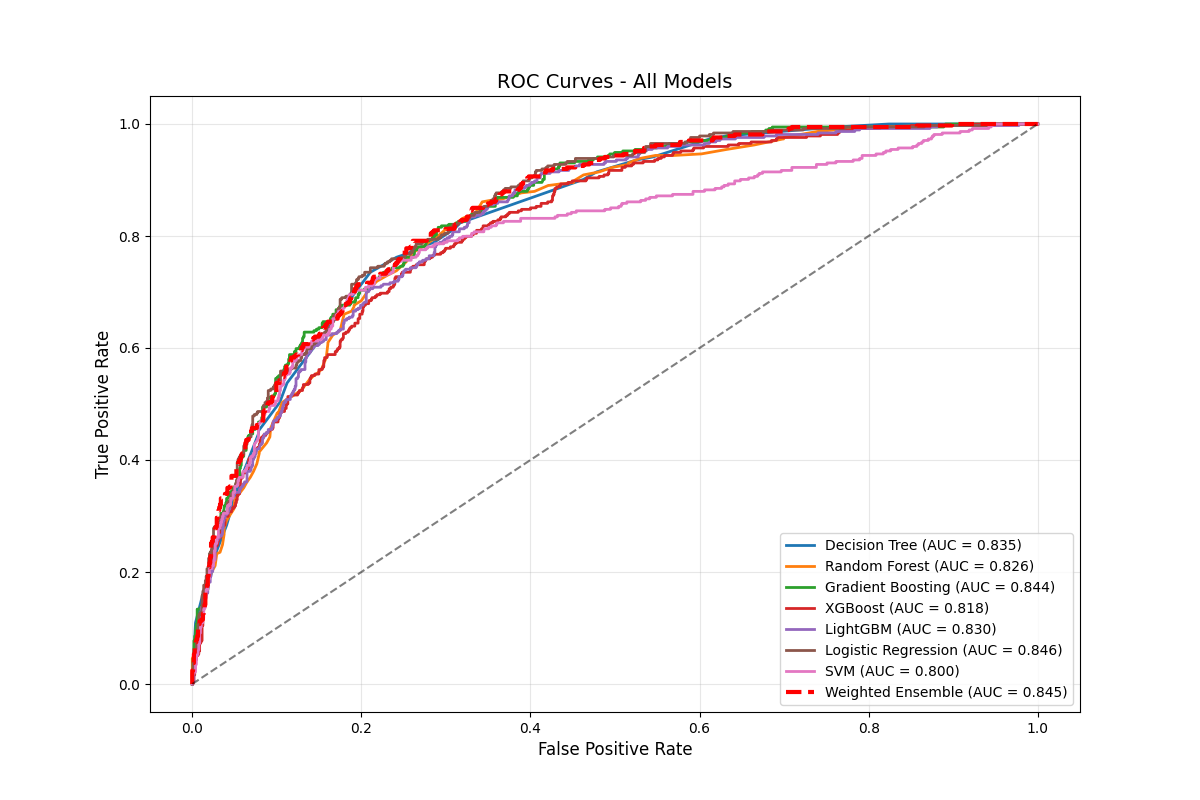 ROC Curves - All Models
True Positive Rate
1.0
0.8
0.6
0.4
0.2
0.0
Decision Tree (AUC = 0.835)
Random Forest (AUC = 0.826)
Gradient Boosting (AUC = 0.844)
XGBoost (AUC = 0.818)
LightGBM (AUC = 0.830)
Logistic Regression (AUC = 0.846)
SVM (AUC = 0.800)
Weighted Ensemble (AUC = 0.845)
0.0 0.2 0.4 0.6 0.8 1.0
False Positive Rate